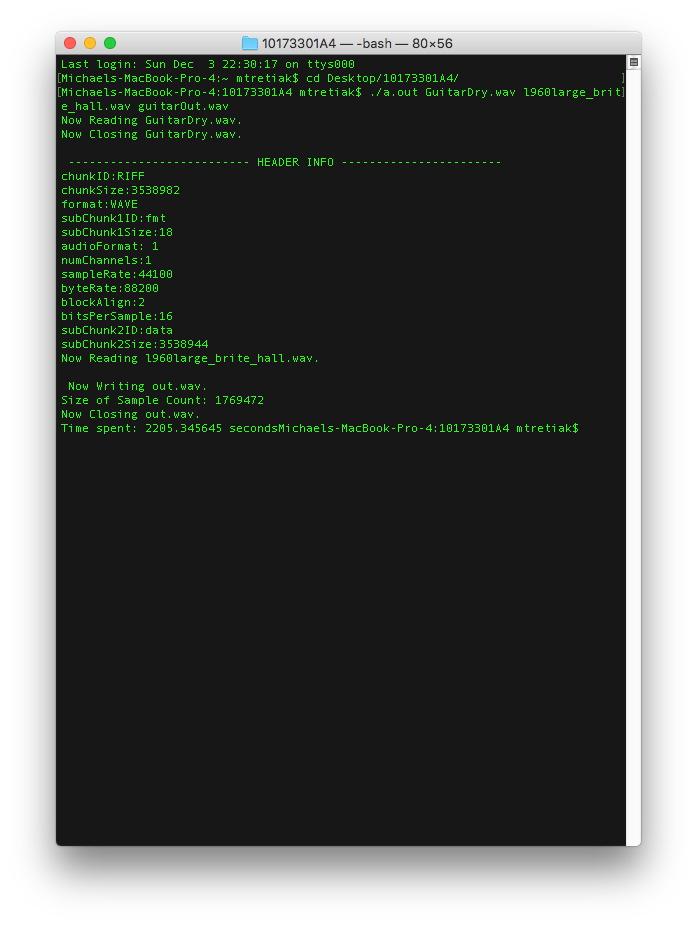 10173301A4 — -bash — 80×56
Last login: Sun Dec  3 22:30:17 on ttys000
[Michaels-MacBook-Pro-4:~ mtretiak$ cd Desktop/10173301A4/ ]
[Michaels-MacBook-Pro-4:10173301A4 mtretiak$ ./a.out GuitarDry.wav l960large_brit]
e_hall.wav guitarOut.wav
Now Reading GuitarDry.wav.
Now Closing GuitarDry.wav.
 -------------------------- HEADER INFO -----------------------
chunkID:RIFF
chunkSize:3538982
format:WAVE
subChunk1ID:fmt
subChunk1Size:18
audioFormat: 1
numChannels:1
sampleRate:44100
byteRate:88200
blockAlign:2
bitsPerSample:16
subChunk2ID:data
subChunk2Size:3538944
Now Reading l960large_brite_hall.wav.
 Now Writing out.wav.
Size of Sample Count: 1769472
Now Closing out.wav.
Time spent: 2205.345645 secondsMichaels-MacBook-Pro-4:10173301A4 mtretiak$